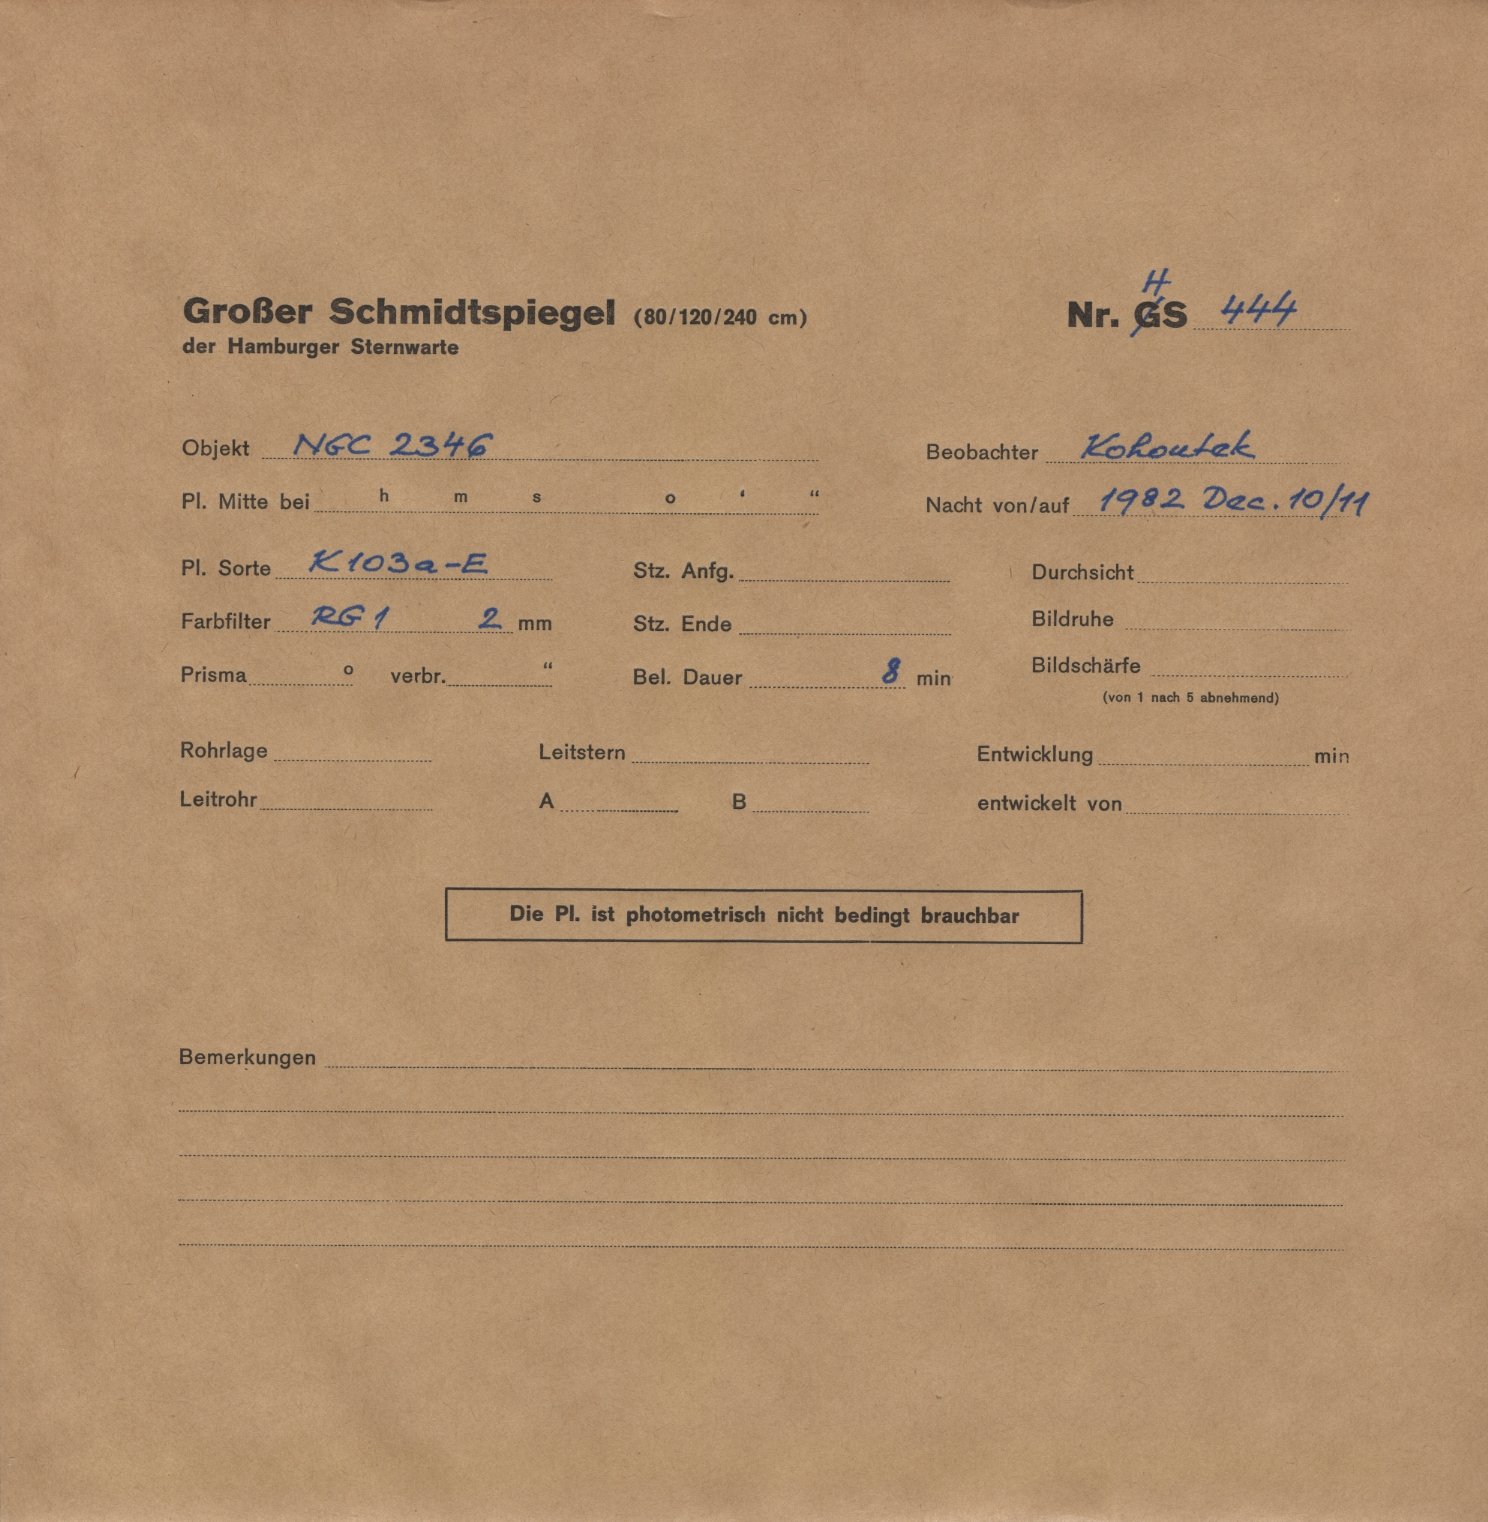 Großer Schmidtspiegel (80/120/240 cm) Nr. HS 444
der Hamburger Sternwarte
Objekt NGC 2346 Beobachter Kohoutek
Pl. Mitte bei h m s o ‘ “ Nacht von/auf 1982 Dec. 10/11
Pl. Sorte K103a-E Stz. Anfg. Durchsicht
Farbfilter RG1 2 mm Stz. Ende Bildruhe
Prisma o verbr. “ Bel. Dauer 8 min Bildschärfe
(von 1 nach 5 abnehmend)
Rohrlage Leitstern Entwicklung min
Leitrohr A B entwickelt von
Die Pl. ist photometrisch nicht bedingt brauchbar
Bemerkungen